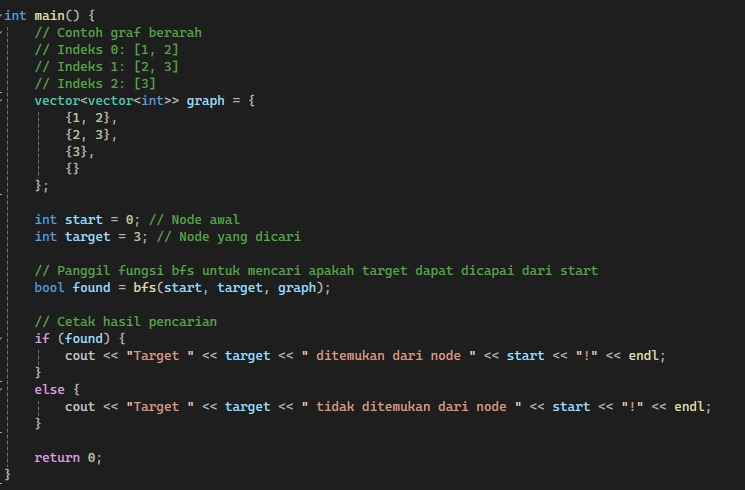 int main() {
    // Contoh graf berarah
    // Indeks 0: [1, 2]
    // Indeks 1: [2, 3]
    // Indeks 2: [3]
    vector<vector<int>> graph = {
        {1, 2},
        {2, 3},
        {3},
        {}
    };
    int start = 0; // Node awal
    int target = 3; // Node yang dicari
    // Panggil fungsi bfs untuk mencari apakah target dapat dicapai dari start
    bool found = bfs(start, target, graph);
    // Cetak hasil pencarian
    if (found) {
        cout << "Target " << target << " ditemukan dari node " << start << "!" << endl;
    }
    else {
        cout << "Target " << target << " tidak ditemukan dari node " << start << "!" << endl;
    }
    return 0;
}